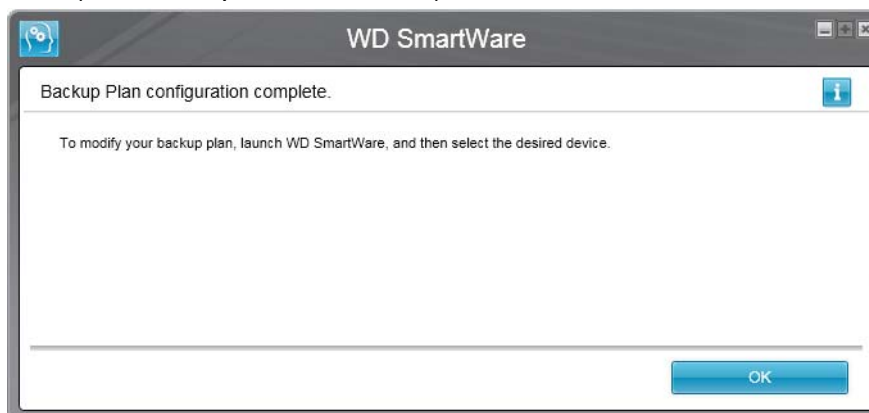 WD SmartWare
Backup Plan configuration complete.
To modify your backup plan, launch WD SmartWare, and then select the desired device.
OK